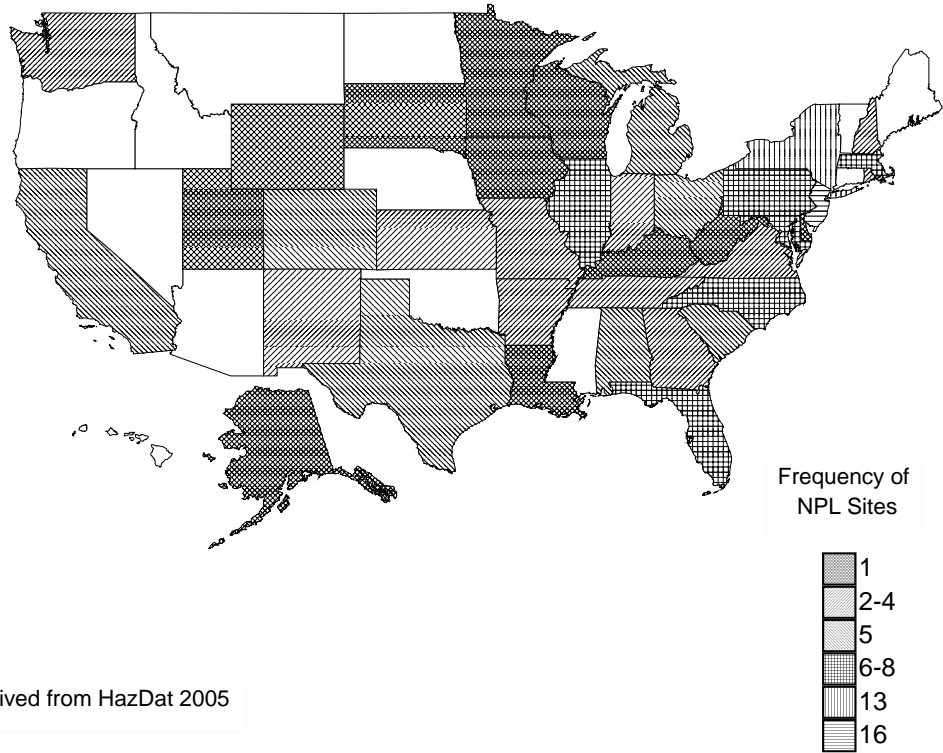 Frequency of
NPL Sites
1
2-4
5
6-8
13
16
ived from HazDat 2005